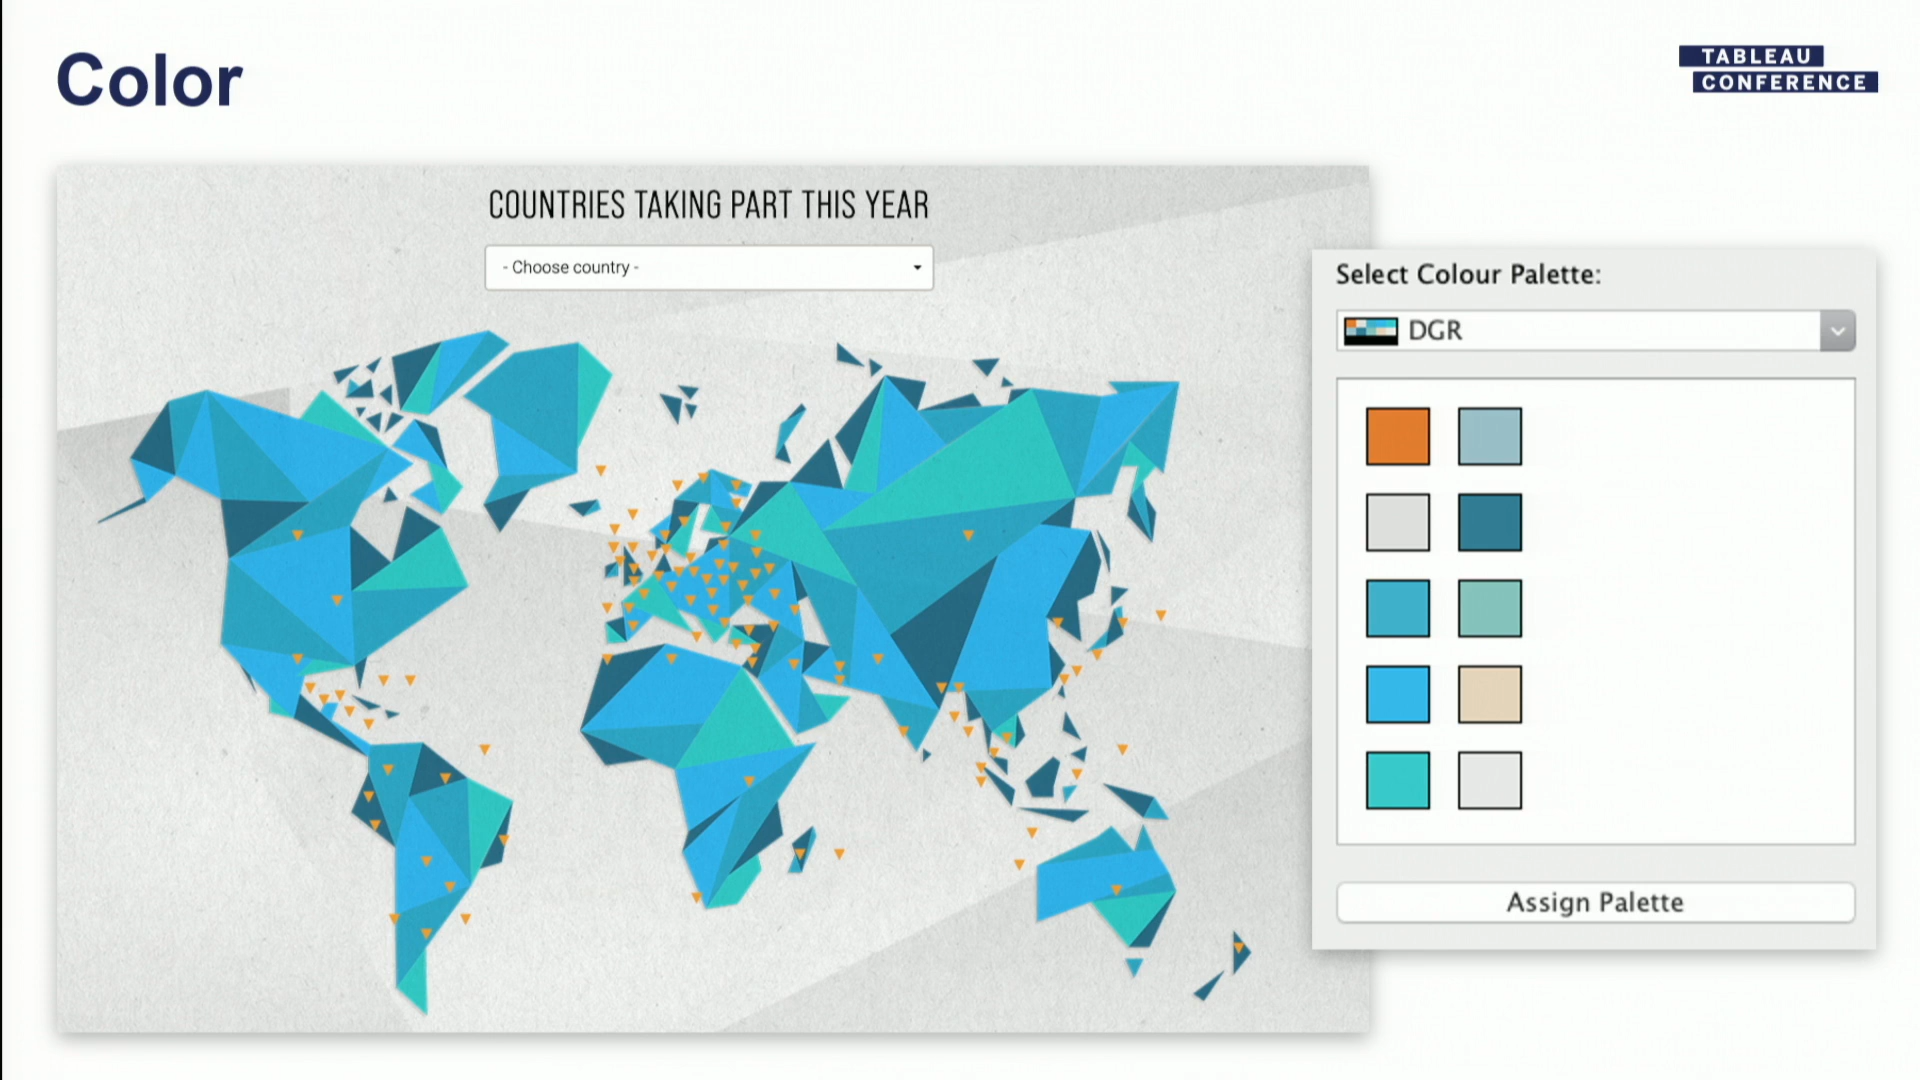 Color
TABLEAU
CONFERENCE
COUNTRIES TAKING PART THIS YEAR
- Choose country -
Select Colour Palette:
DGR
Assign Palette